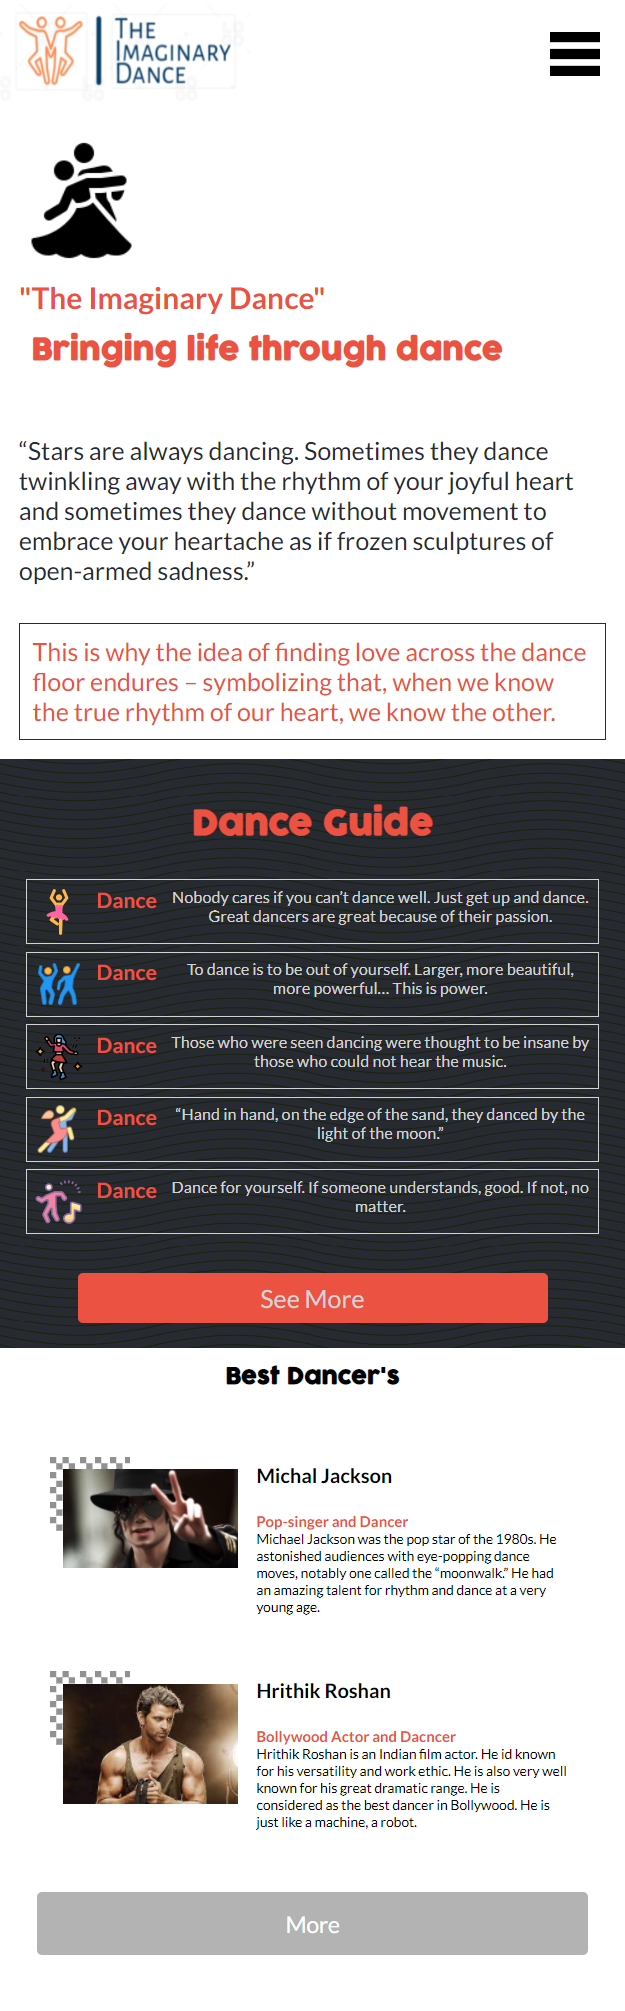 THE
IMAGINARY
DANCE
"The Imaginary Dance"
Bringing life through dance
“Stars are always dancing. Sometimes they dance
twinkling away with the rhythm of your joyful heart
and sometimes they dance without movement to
embrace your heartache as if frozen sculptures of
open-armed sadness.”
This is why the idea of finding love across the dance
floor endures – symbolizing that, when we know
the true rhythm of our heart, we know the other.
Dance Guide
Dance
Nobody cares if you can’t dance well. Just get up and dance.
Great dancers are great because of their passion.
Dance
To dance is to be out of yourself. Larger, more beautiful,
more powerful… This is power.
Dance
Those who were seen dancing were thought to be insane by
those who could not hear the music.
Dance
“Hand in hand, on the edge of the sand, they danced by the
light of the moon.”
Dance
Dance for yourself. If someone understands, good. If not, no
matter.
See More
Best Dancer's
Michal Jackson
Pop-singer and Dancer
Michael Jackson was the pop star of the 1980s. He
astonished audiences with eye-popping dance
moves, notably one called the “moonwalk.” He had
an amazing talent for rhythm and dance at a very
young age.
Hrithik Roshan
Bollywood Actor and Dacncer
Hrithik Roshan is an Indian film actor. He id known
for his versatility and work ethic. He is also very well
known for his great dramatic range. He is
considered as the best dancer in Bollywood. He is
just like a machine, a robot.
More